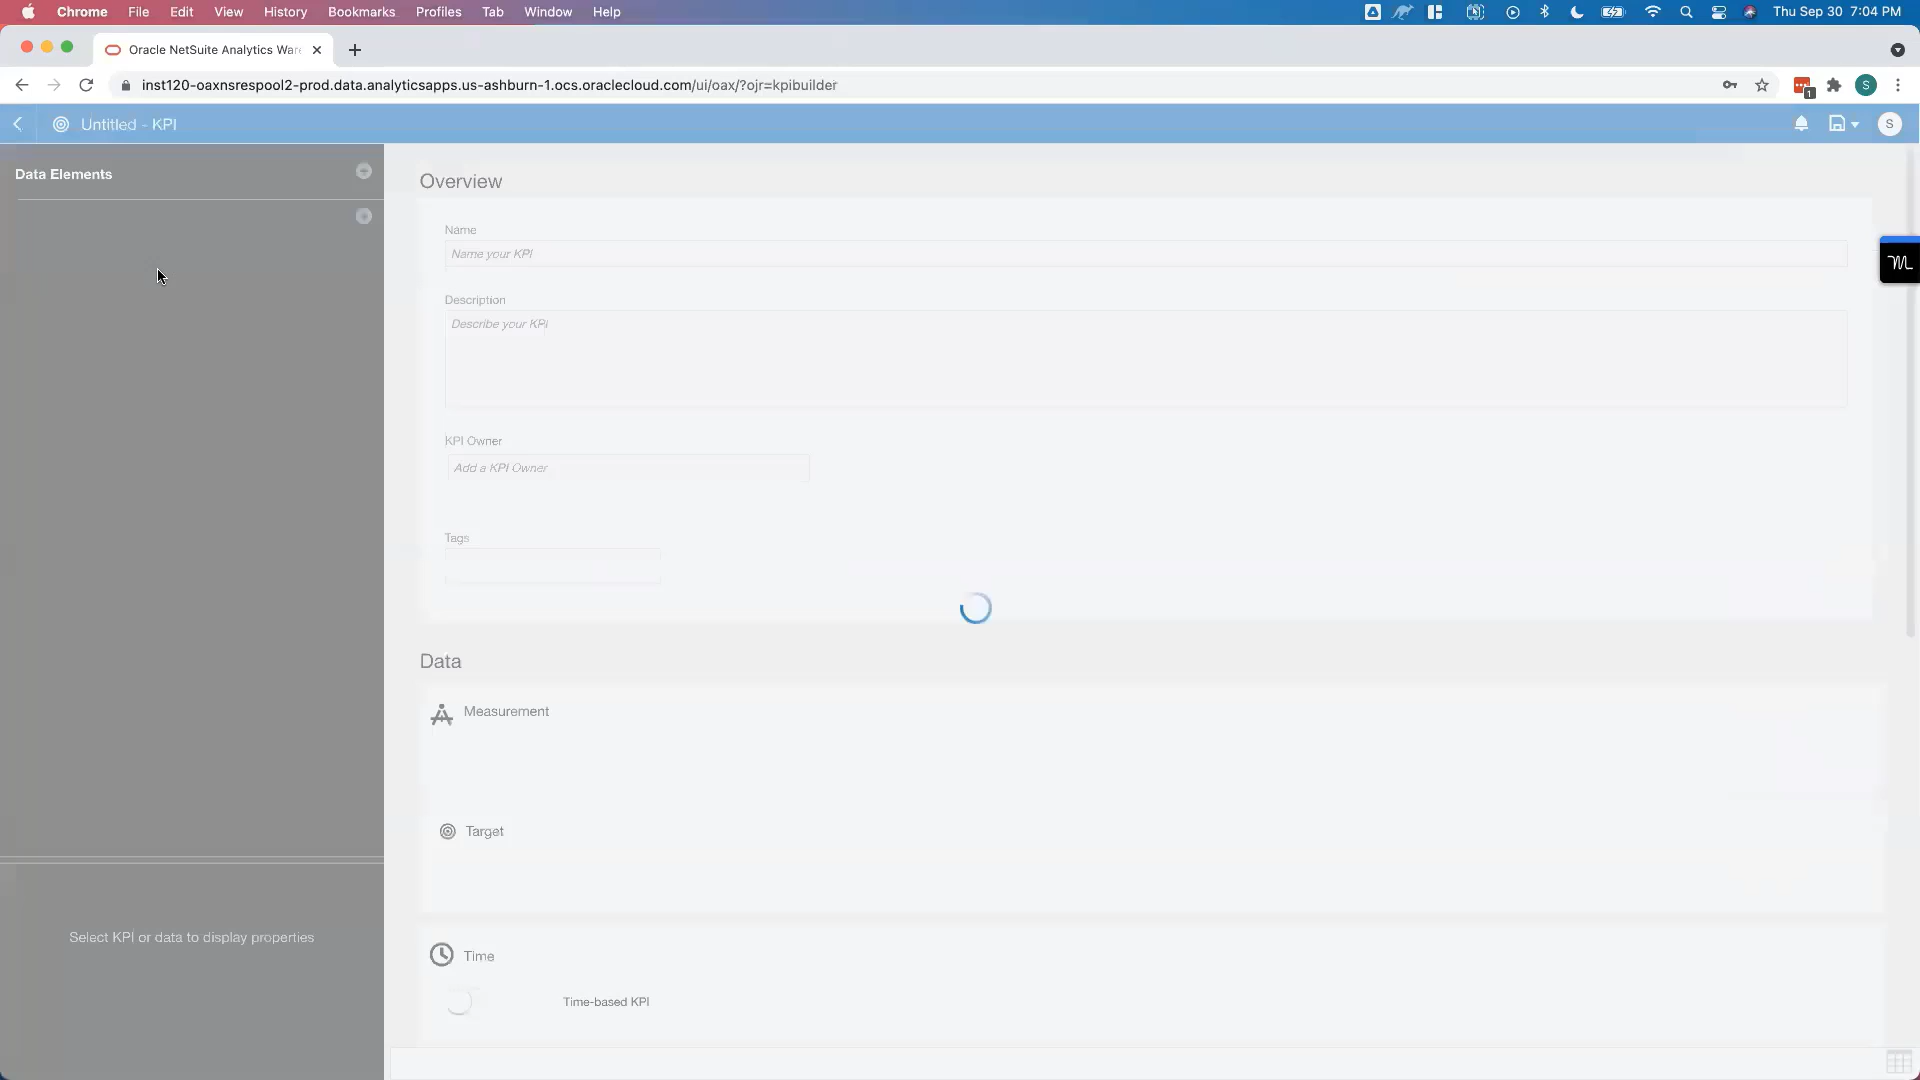 Chrome File Edit View History Bookmarks Profiles Tab Window Help Thu Sep 30 7:04 PM
Oracle NetSuite Analytics War
inst120-oaxnsrespool2-prod.data.analyticsapps.us-ashburn-1.ocs.oraclecloud.com/ui/oax/?ojr=kpibuilder
1
S
Untitled - KPI
S
Data Elements
Overview
Name
Name your KPI
Description
Describe your KPI
KPI Owner
Add a KPI Owner
Tags
Data
Measurement
Target
Select KPI or data to display properties
Time
Time-based KPI